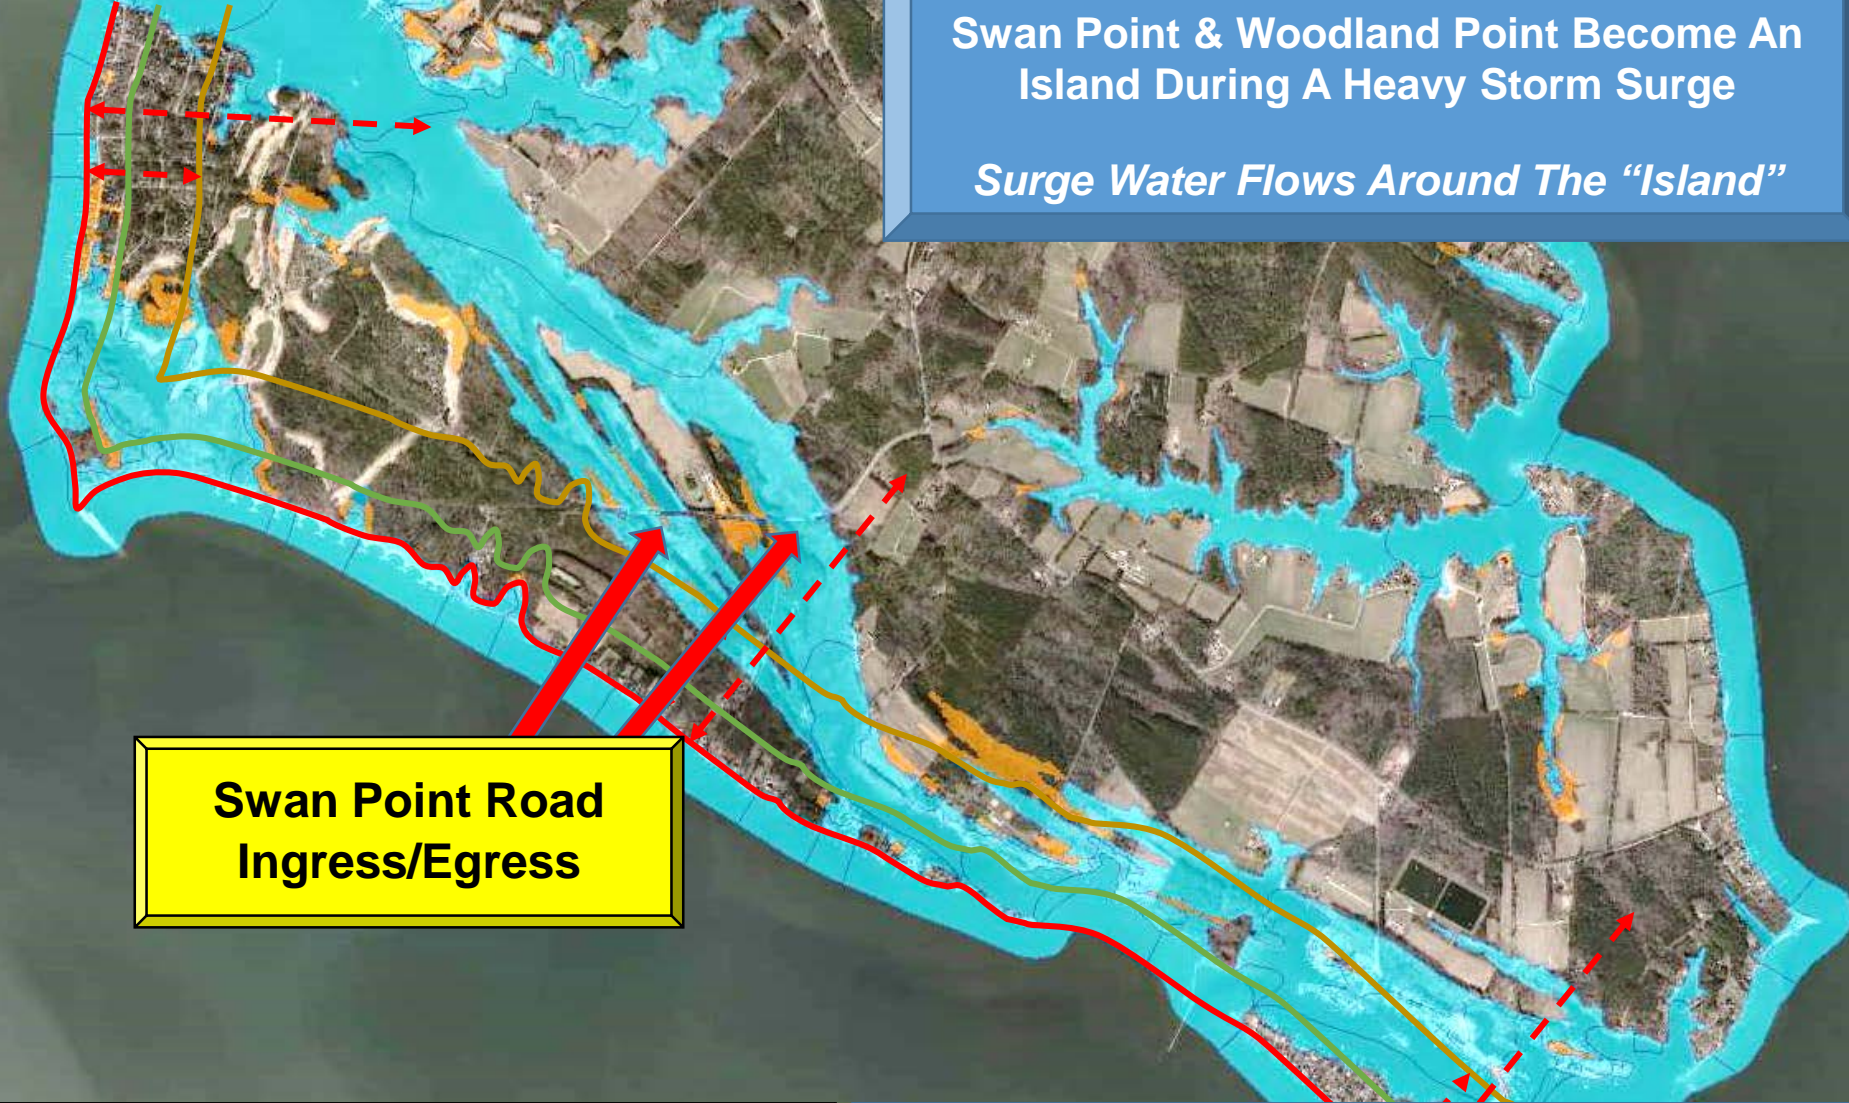 Swan Point & Woodland Point Become An
Island During A Heavy Storm Surge
Surge Water Flows Around The “Island”
Swan Point Road
Ingress/Egress